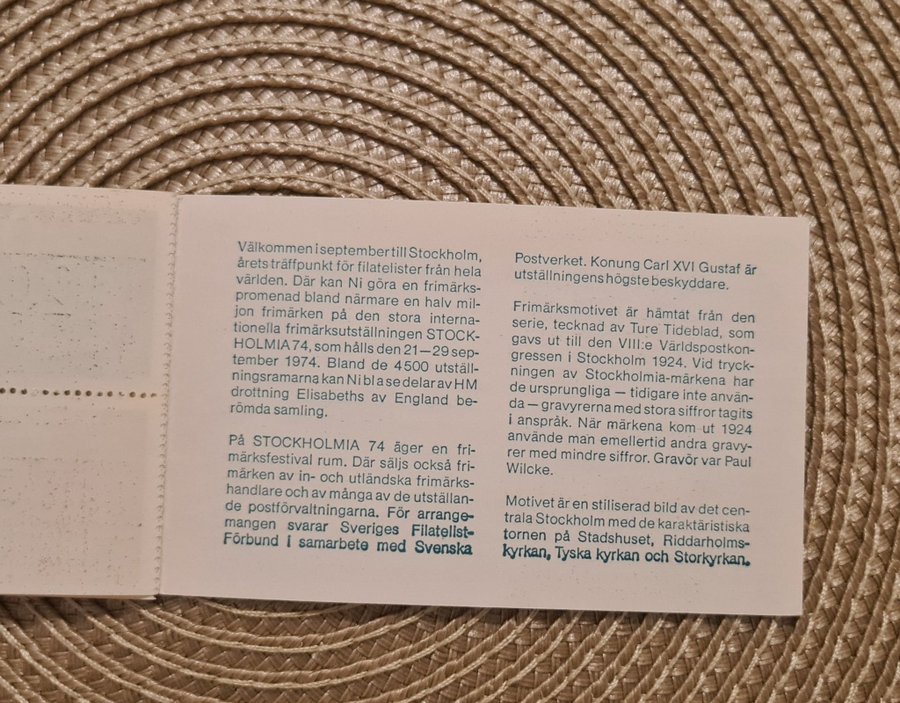 Välkommen i september till Stockholm,
årets träffpunkt för filatelister från hela
världen. Där kan Ni göra en frimärks-
promenad bland närmare en halv mil-
jon frimärken på den stora interna-
tionella frimärksutställningen STOCK-
HOLMIA 74, som hålls den 21—29 sep-
tember 1974. Bland de 4500 utställ-
ningsramarna kan Ni bl a se delar av HM
drottning Elisabeths av England be-
römda samling.
På STOCKHOLMIA 74 äger en fri-
märksfestival rum. Där säljs också fri-
märken av in- och utländska frimärks-
handlare och av många av de utställan-
de postförvaltningarna. För arrange-
mangen svarar Sveriges Filatelist-
Förbund i samarbete med Svenska
Postverket. Konung Carl XVI Gustaf är
utställningens högste beskyddare.
Frimärksmotivet är hämtat från den
serie, tecknad av Ture Tideblad, som
gavs ut till den VIII:e Världspostkon-
gressen i Stockholm 1924. Vid tryck-
ningen av Stockholmia-märkena har
de ursprungliga — tidigare inte använ-
da — gravyrerna med stora siffror tagits
i anspråk. När märkena kom ut 1924
använde man emellertid andra gravy-
rer med mindre siffror. Gravör var Paul
Wilcke.
Motivet är en stiliserad bild av det cen-
trala Stockholm med de karaktäristiska
tornen på Stadshuset, Riddarholms-
kyrkan, Tyska kyrkan och Storkyrkan.